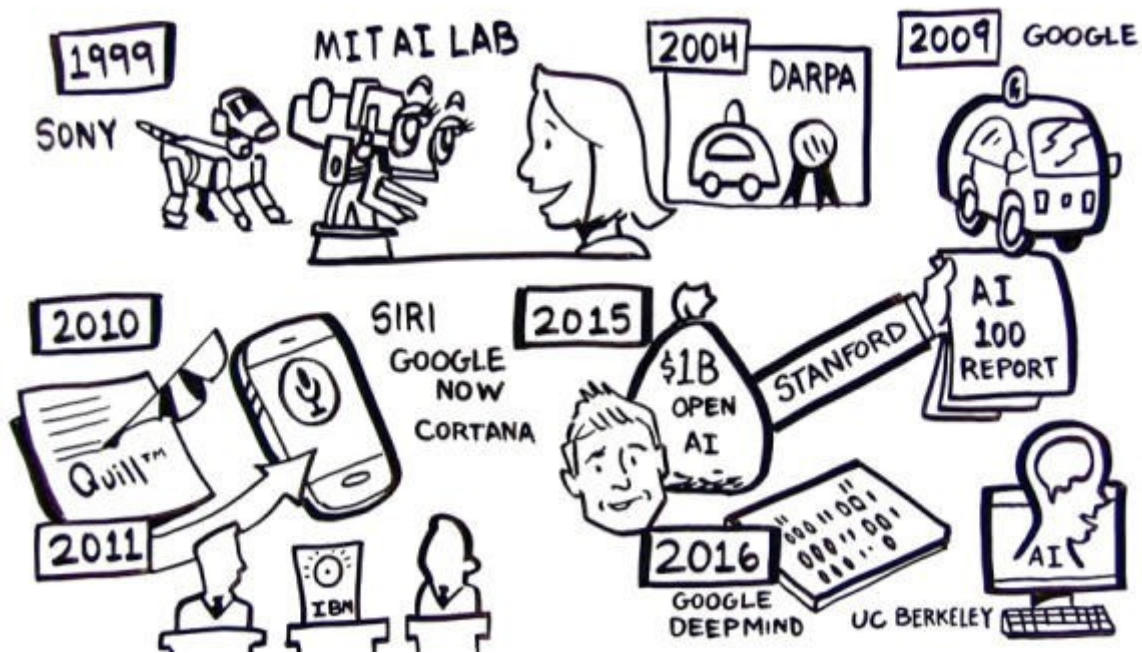 1999
SONY
MIT AI LAB
2004
DARPA
2009
GOOGLE
G
2010
Quill™
SIRI
GOOGLE
NOW
CORTANA
2011
IBM
2015
$1B
OPEN
AI
STANFORD
AI
100
REPORT
2016
GOOGLE
DEEPMIND
UC BERKELEY
AI